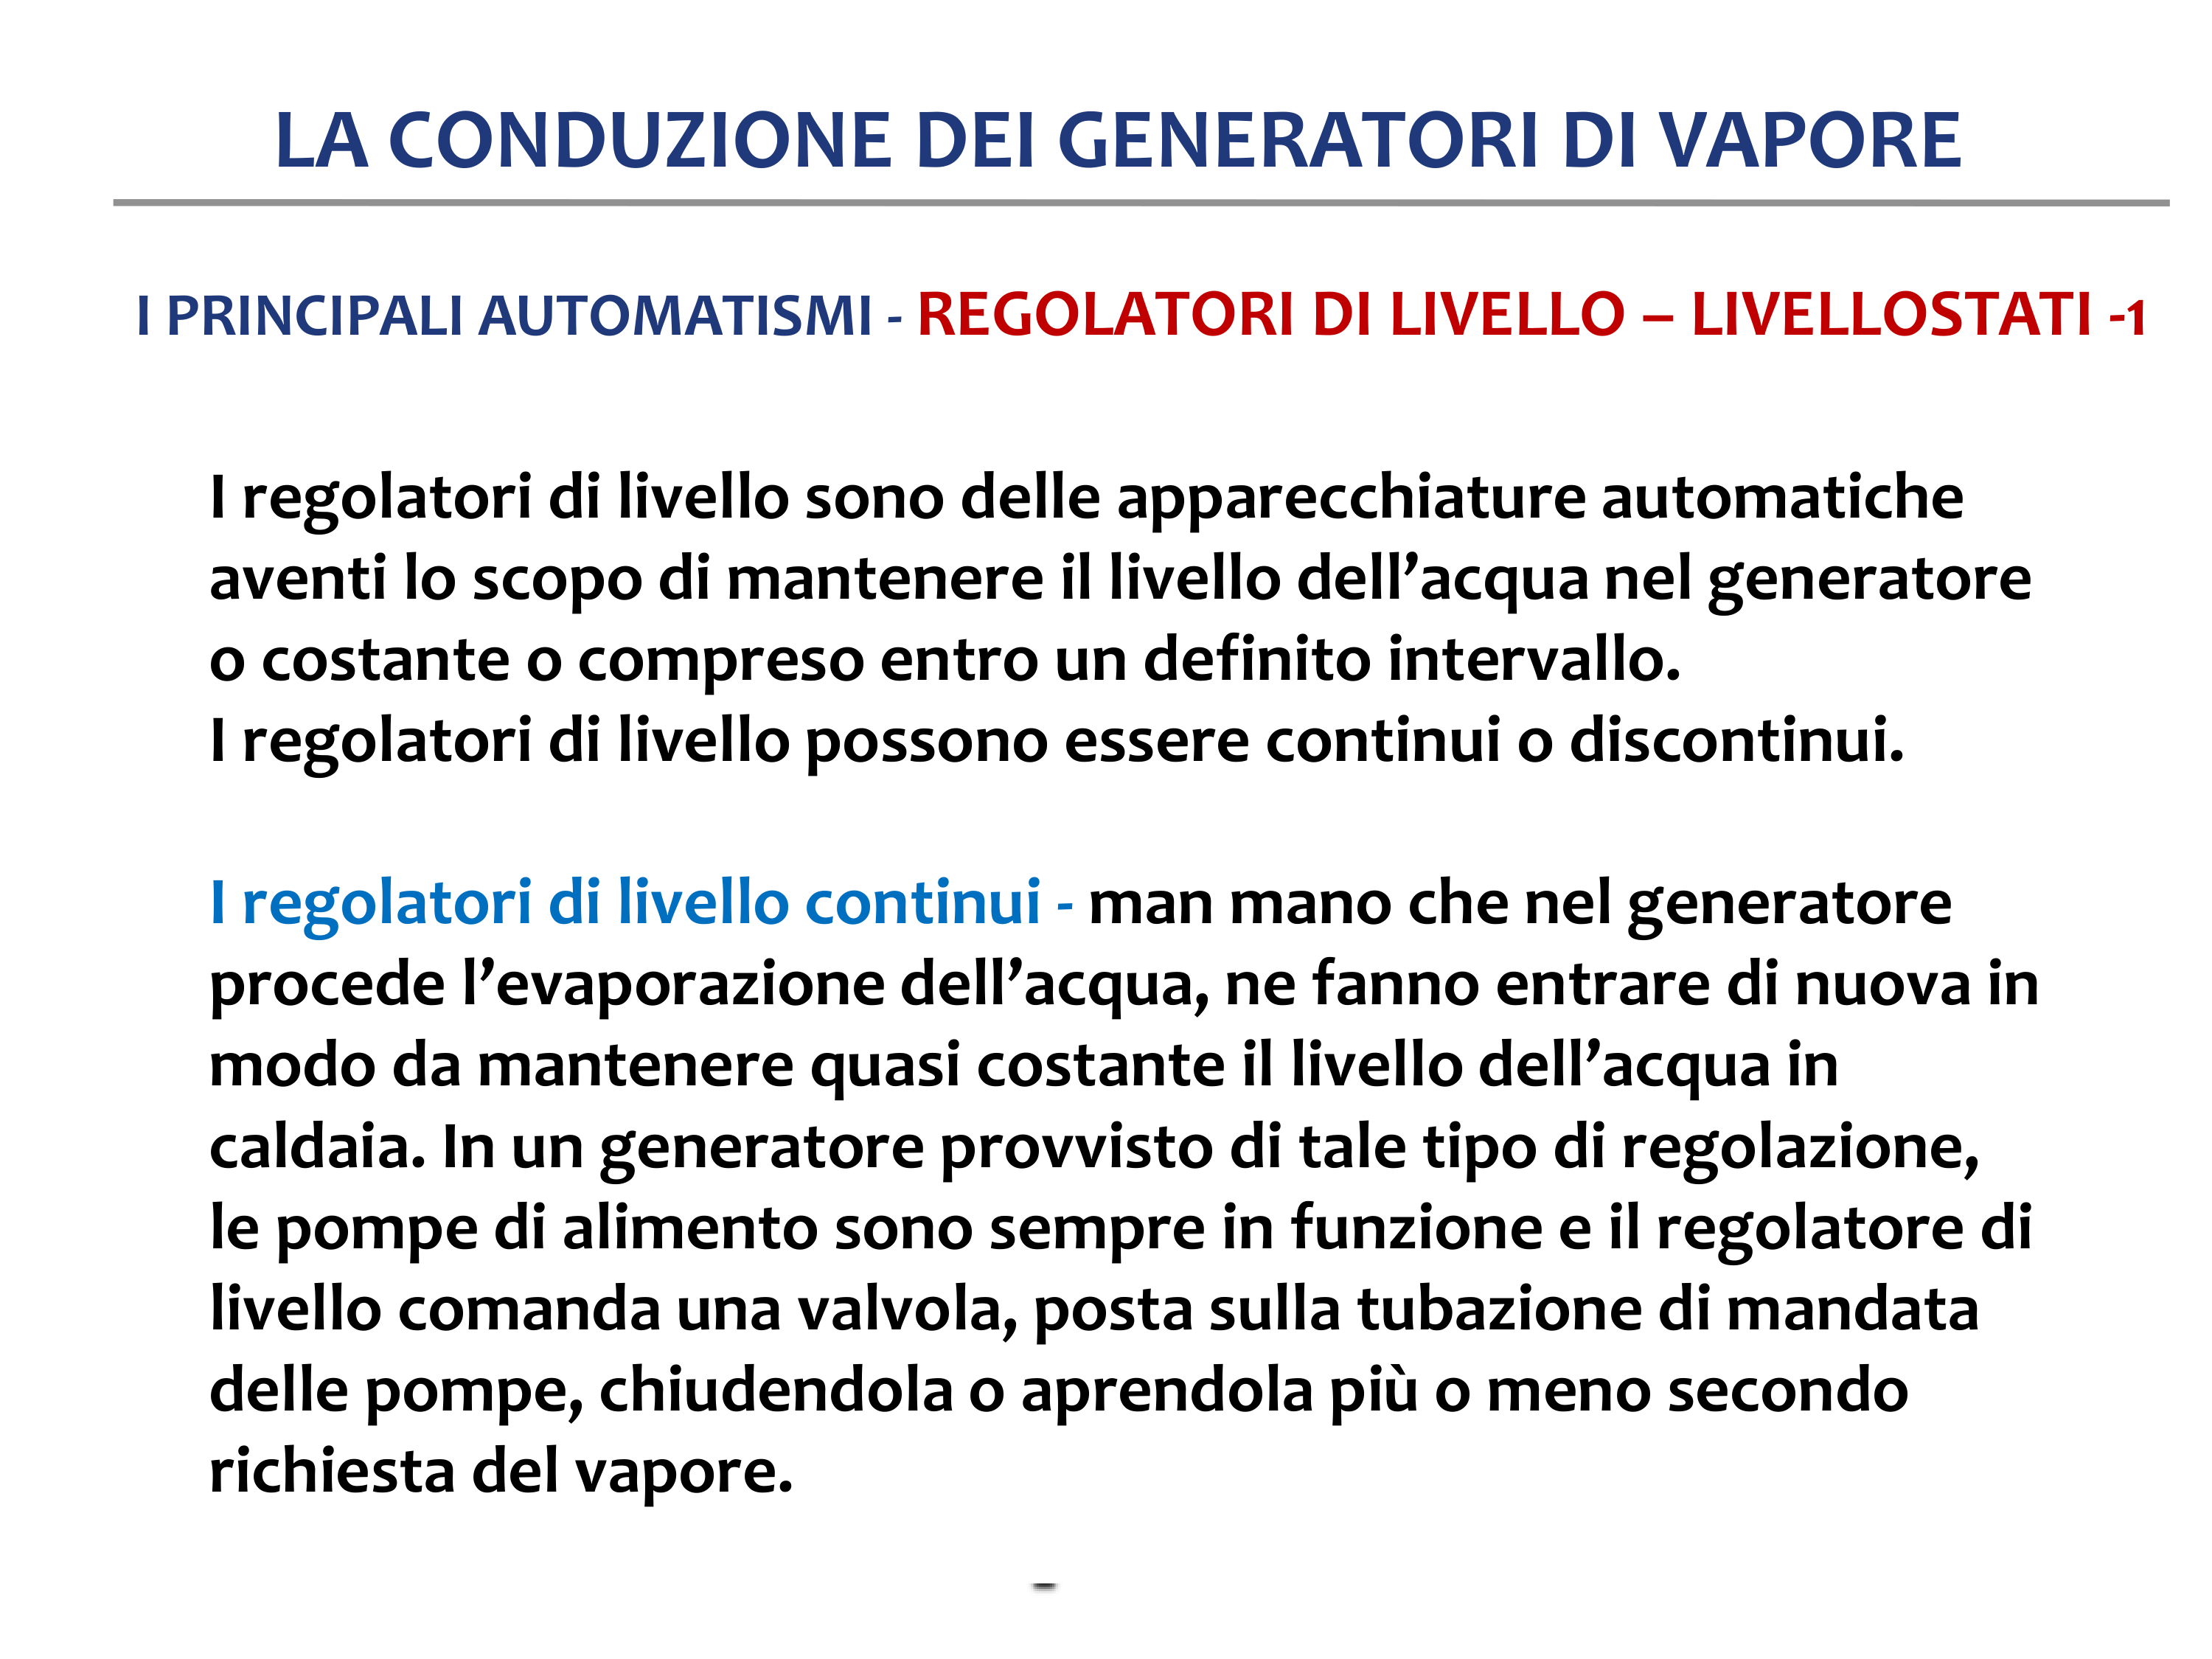 LA CONDUZIONE DEI GENERATORI DI VAPORE
I PRINCIPALI AUTOMATISMI - REGOLATORI DI LIVELLO – LIVELLOSTATI -1
I regolatori di livello sono delle apparecchiature automatiche
aventi lo scopo di mantenere il livello dell’acqua nel generatore
o costante o compreso entro un definito intervallo.
I regolatori di livello possono essere continui o discontinui.
I regolatori di livello continui - man mano che nel generatore
procede l’evaporazione dell’acqua, ne fanno entrare di nuova in
modo da mantenere quasi costante il livello dell’acqua in
caldaia. In un generatore provvisto di tale tipo di regolazione,
le pompe di alimento sono sempre in funzione e il regolatore di
livello comanda una valvola, posta sulla tubazione di mandata
delle pompe, chiudendola o aprendola più o meno secondo
richiesta del vapore.